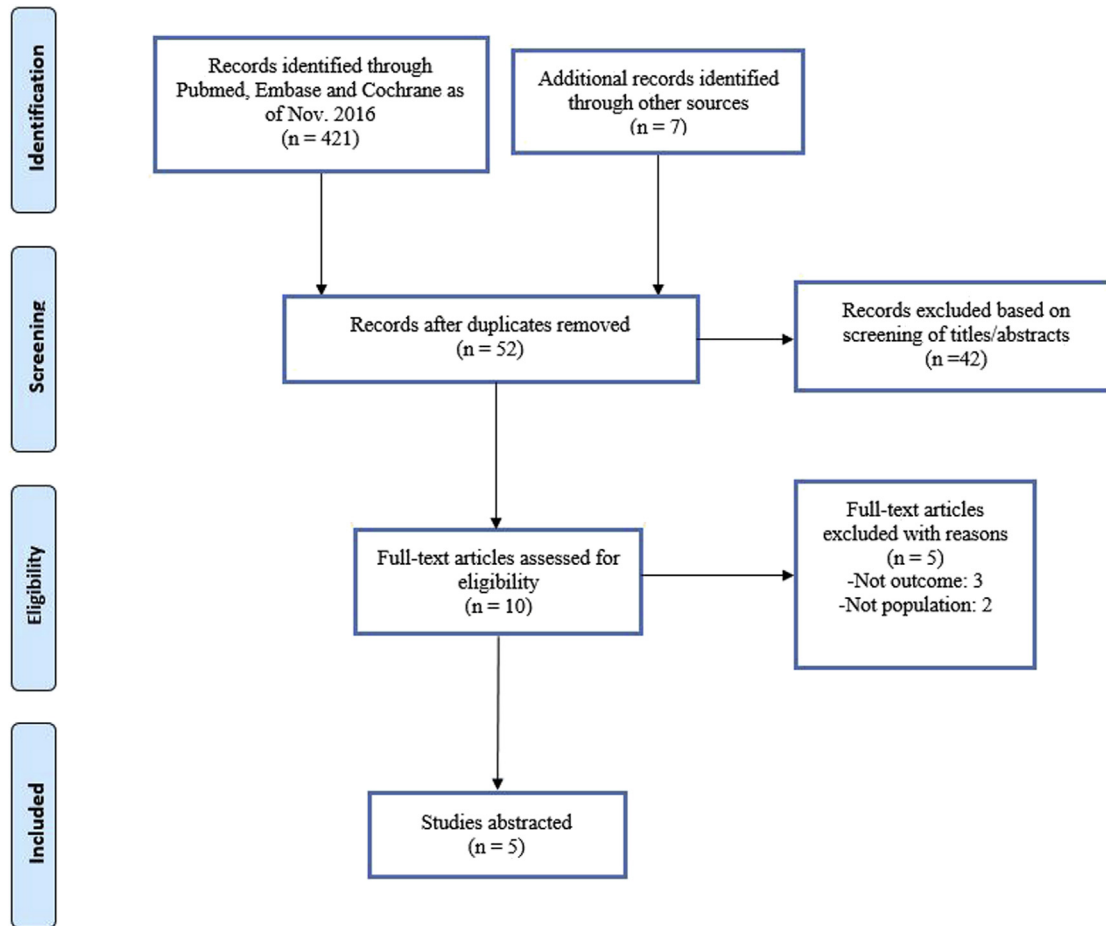 Identification
Records identified through
Pubmed, Embase and Cochrane as
of Nov. 2016
(n = 421)
Additional records identified
through other sources
(n = 7)
Screening
Records after duplicates removed
(n = 52)
Records excluded based on
screening of titles/abstracts
(n =42)
Eligibility
Full-text articles assessed for
eligibility
(n = 10)
Full-text articles
excluded with reasons
(n = 5)
-Not outcome: 3
-Not population: 2
Included
Studies abstracted
(n = 5)